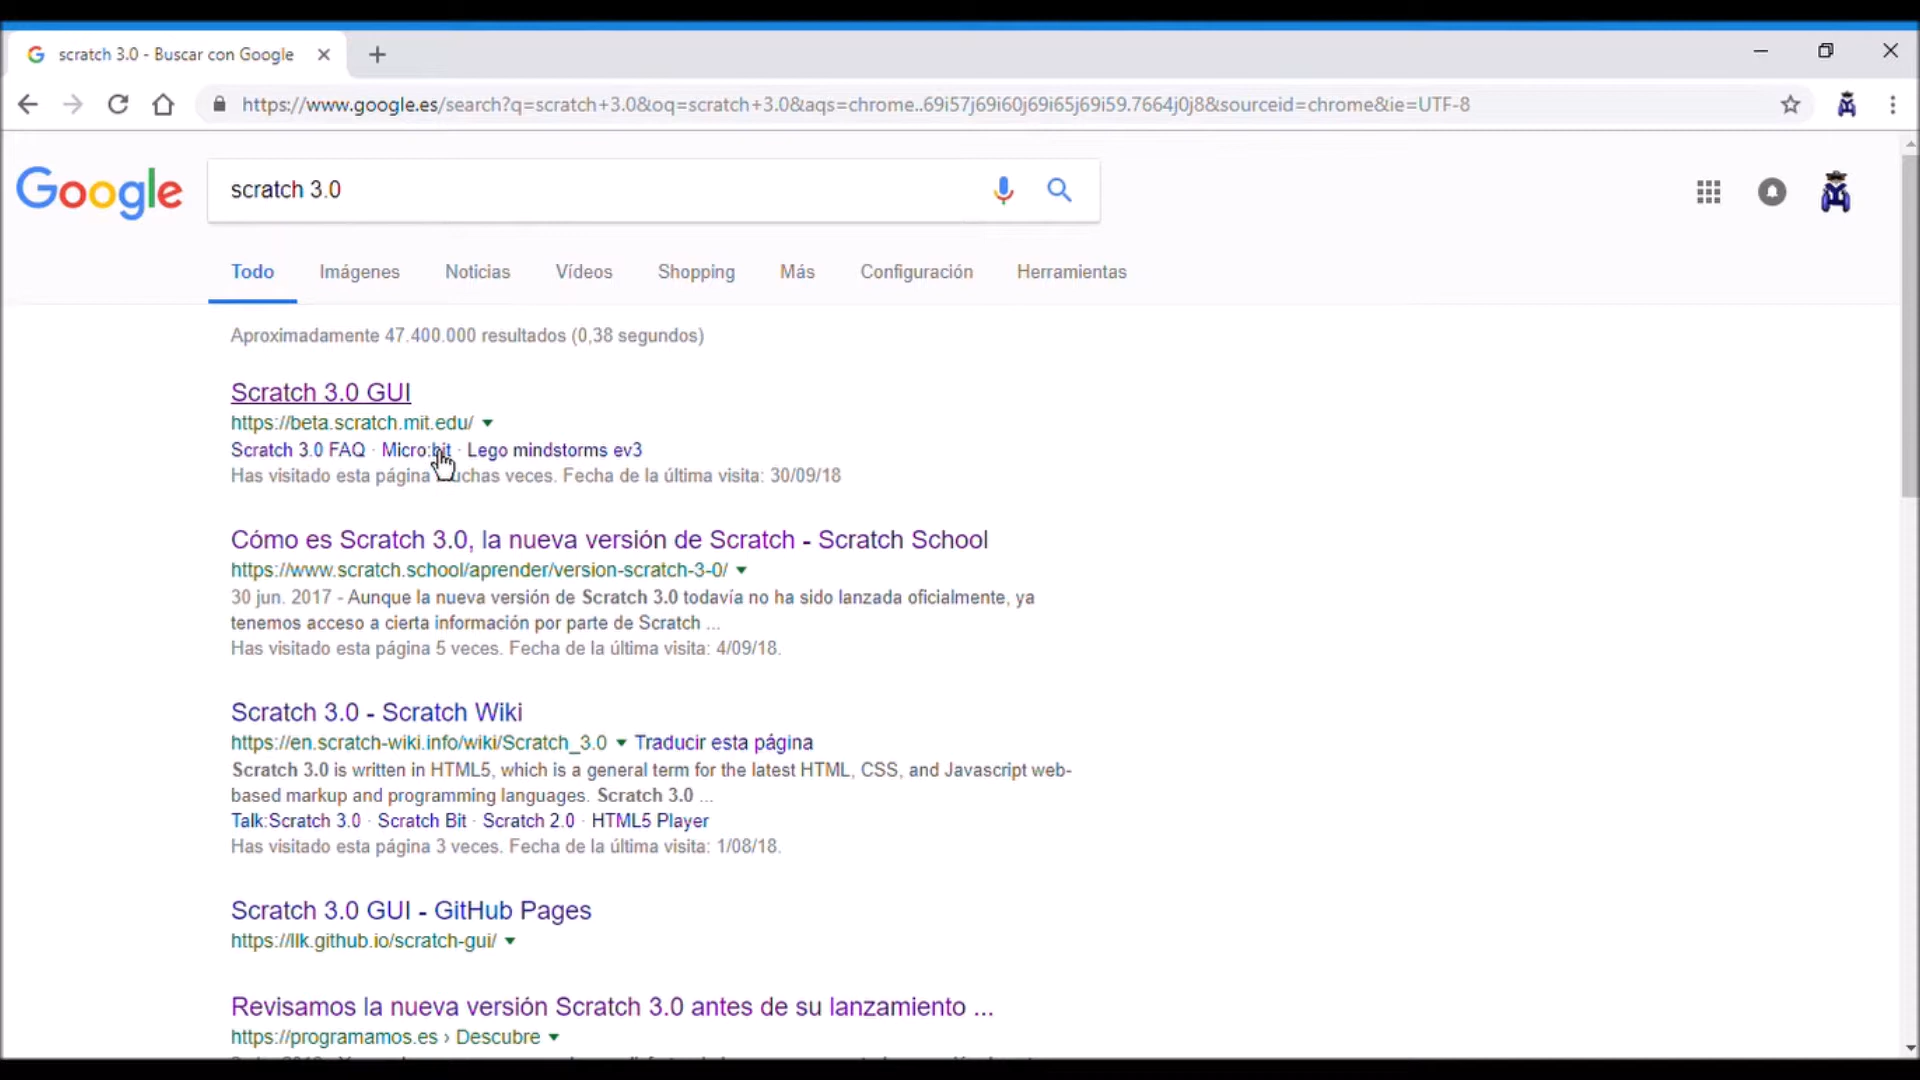 scratch 3.0 - Buscar con Google
https://www.google.es/search?q=scratch+3.0&oq=scratch+3.0&aqs=chrome..69i57j69i60j69i65j69i59.7664j0j8&sourceid=chrome&ie=UTF-8
Google
scratch 3.0
Todo Imágenes Noticias Vídeos Shopping Más Configuración Herramientas
Aproximadamente 47.400.000 resultados (0,38 segundos)
Scratch 3.0 GUI
https://beta.scratch.mit.edu/
Scratch 3.0 FAQ · Micro:bit · Lego mindstorms ev3
Has visitado esta página muchas veces. Fecha de la última visita: 30/09/18
Cómo es Scratch 3.0, la nueva versión de Scratch - Scratch School
https://www.scratch.school/aprender/version-scratch-3-0/
30 jun. 2017 - Aunque la nueva versión de Scratch 3.0 todavía no ha sido lanzada oficialmente, ya
tenemos acceso a cierta información por parte de Scratch ...
Has visitado esta página 5 veces. Fecha de la última visita: 4/09/18.
Scratch 3.0 - Scratch Wiki
https://en.scratch-wiki.info/wiki/Scratch_3.0 Traducir esta página
Scratch 3.0 is written in HTML5, which is a general term for the latest HTML, CSS, and Javascript web-
based markup and programming languages. Scratch 3.0 ...
Talk:Scratch 3.0 · Scratch Bit · Scratch 2.0 · HTML5 Player
Has visitado esta página 3 veces. Fecha de la última visita: 1/08/18.
Scratch 3.0 GUI - GitHub Pages
https://llk.github.io/scratch-gui/
Revisamos la nueva versión Scratch 3.0 antes de su lanzamiento ...
https://programamos.es › Descubre